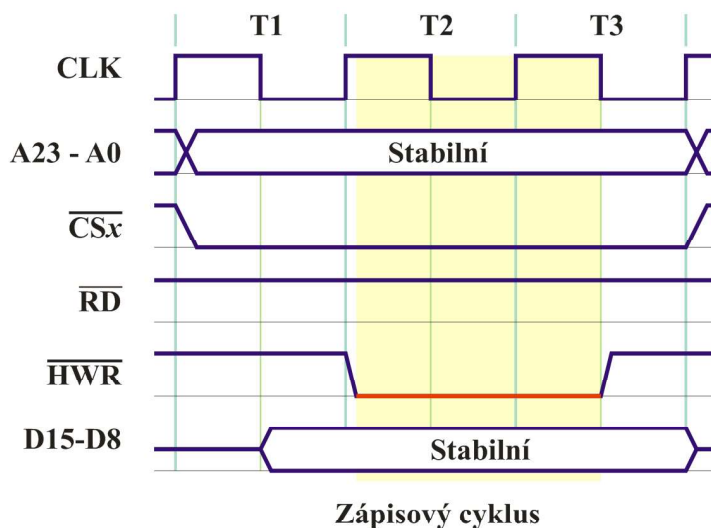 T1 T2 T3
CLK
A23 - A0 Stabilní
CSx
RD
HWR
D15-D8 Stabilní
Zápisový cyklus